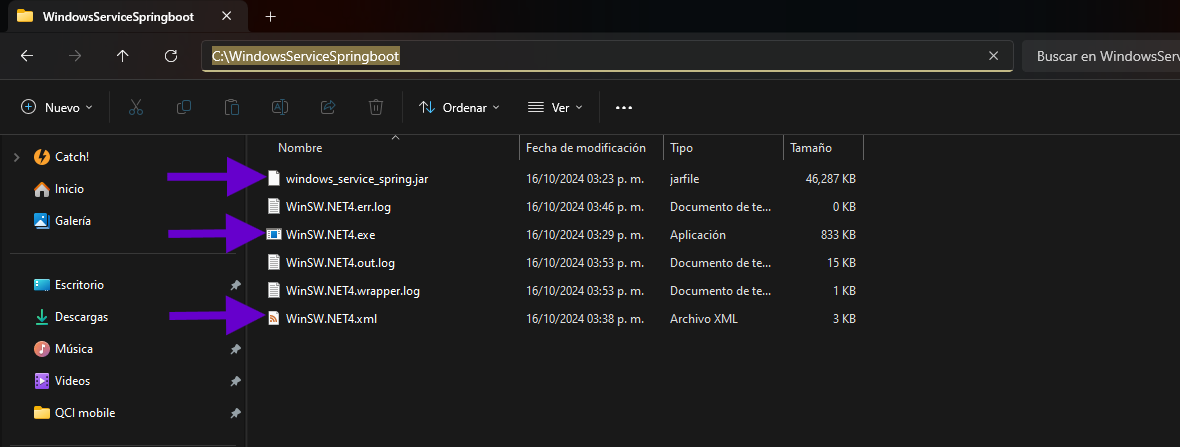 WindowsServiceSpringboot
C:\WindowsServiceSpringboot
Buscar en WindowsServ
Nuevo
Ordenar
Ver
Nombre Fecha de modificación Tipo Tamaño
Catch!
Inicio
Galería
Escritorio
Descargas
Música
Videos
QCI mobile
windows_service_spring.jar 16/10/2024 03:23 p. m. jarfile 46,287 KB
WinSW.NET4.err.log 16/10/2024 03:46 p. m. Documento de te... 0 KB
WinSW.NET4.exe 16/10/2024 03:29 p. m. Aplicación 833 KB
WinSW.NET4.out.log 16/10/2024 03:53 p. m. Documento de te... 15 KB
WinSW.NET4.wrapper.log 16/10/2024 03:53 p. m. Documento de te... 1 KB
WinSW.NET4.xml 16/10/2024 03:38 p. m. Archivo XML 3 KB